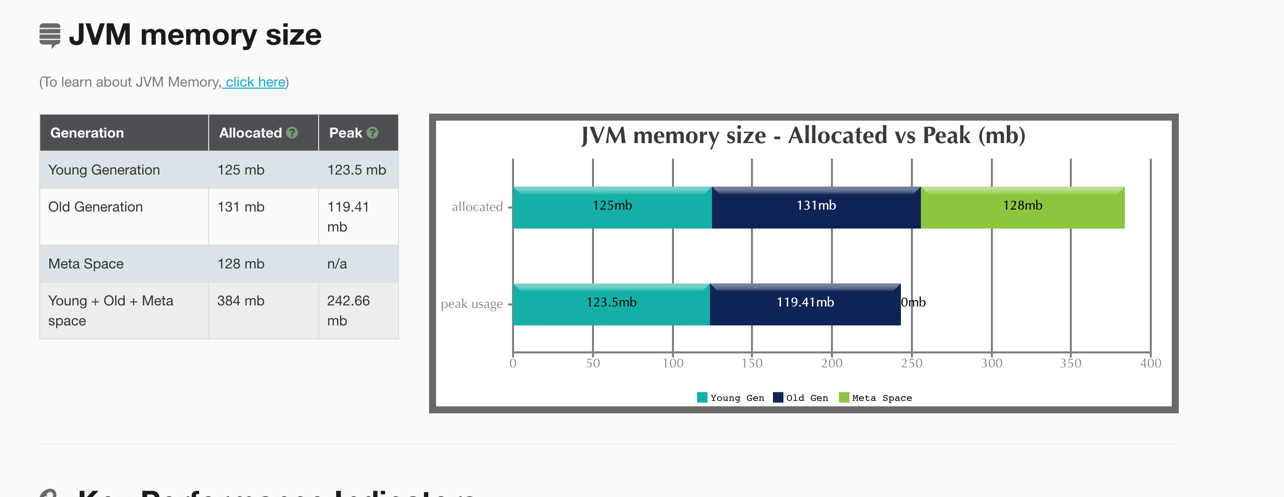 JVM memory size
(To learn about JVM Memory, click here)
Generation Allocated ? Peak ?
Young Generation 125 mb 123.5 mb
Old Generation 131 mb 119.41
mb
Meta Space 128 mb n/a
Young + Old + Meta 384 mb 242.66
space mb
JVM memory size - Allocated vs Peak (mb)
allocated 125mb 131mb 128mb
peak usage 123.5mb 119.41mb 0mb
0 50 100 150 200 250 300 350 400
Young Gen Old Gen Meta Space
Key Performance Indicators